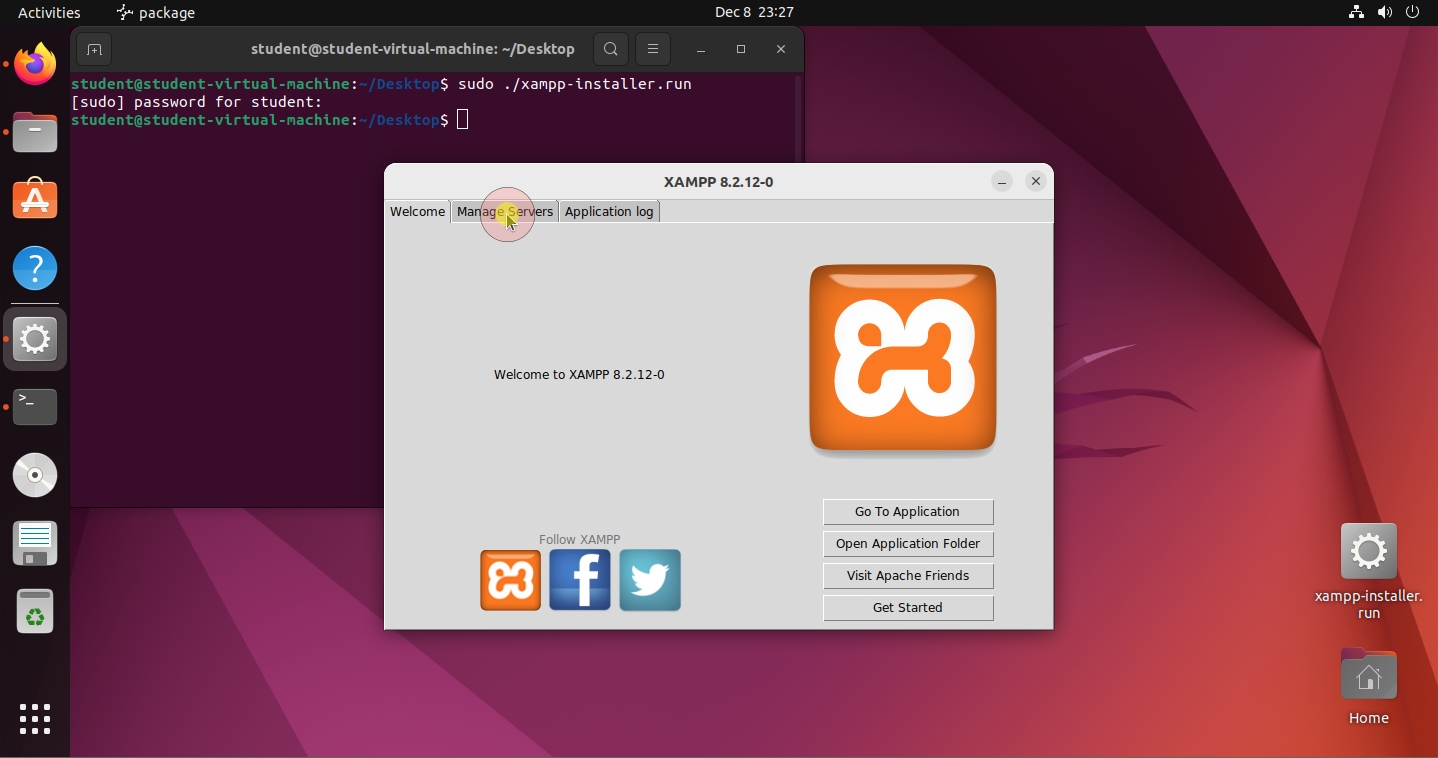 Activities
package
Dec 8 23:27
student@student-virtual-machine: ~/Desktop
student@student-virtual-machine:~/Desktop$ sudo ./xampp-installer.run
[sudo] password for student:
student@student-virtual-machine:~/Desktop$
XAMPP 8.2.12-0
Welcome
Manage Servers
Application log
Welcome to XAMPP 8.2.12-0
Go To Application
Follow XAMPP
Open Application Folder
Visit Apache Friends
Get Started
xampp-installer.
run
Home